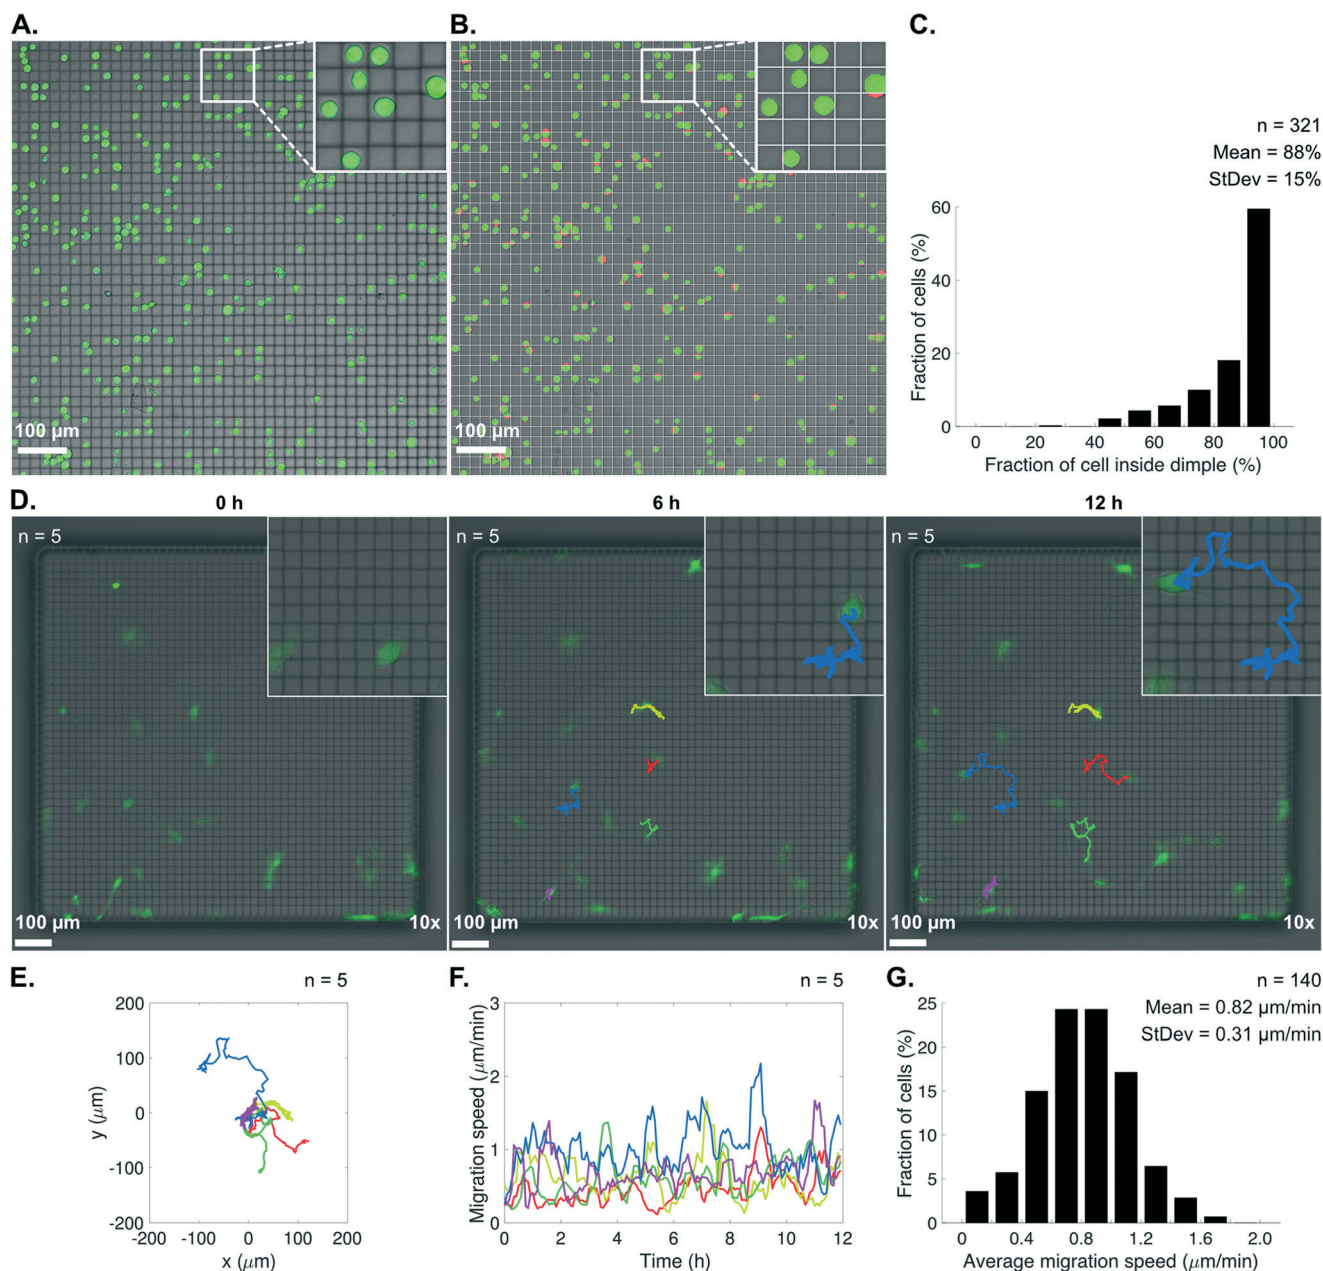 A.
B.
C.
100 µm
100 µm
n = 321
Mean = 88%
StDev = 15%
60
40
20
0
Fraction of cells (%)
0 20 40 60 80 100
Fraction of cell inside dimple (%)
D.
0 h
6 h
12 h
n = 5
n = 5
n = 5
100 µm
10x
100 µm
10x
100 µm
10x
E.
n = 5
200
100
0
-100
-200
y (µm)
-200 -100 0 100 200
x (µm)
F.
n = 5
3
2
1
0
Migration speed (µm/min)
0 2 4 6 8 10 12
Time (h)
G.
n = 140
Mean = 0.82 µm/min
StDev = 0.31 µm/min
25
20
15
10
5
0
Fraction of cells (%)
0 0.4 0.8 1.2 1.6 2.0
Average migration speed (µm/min)